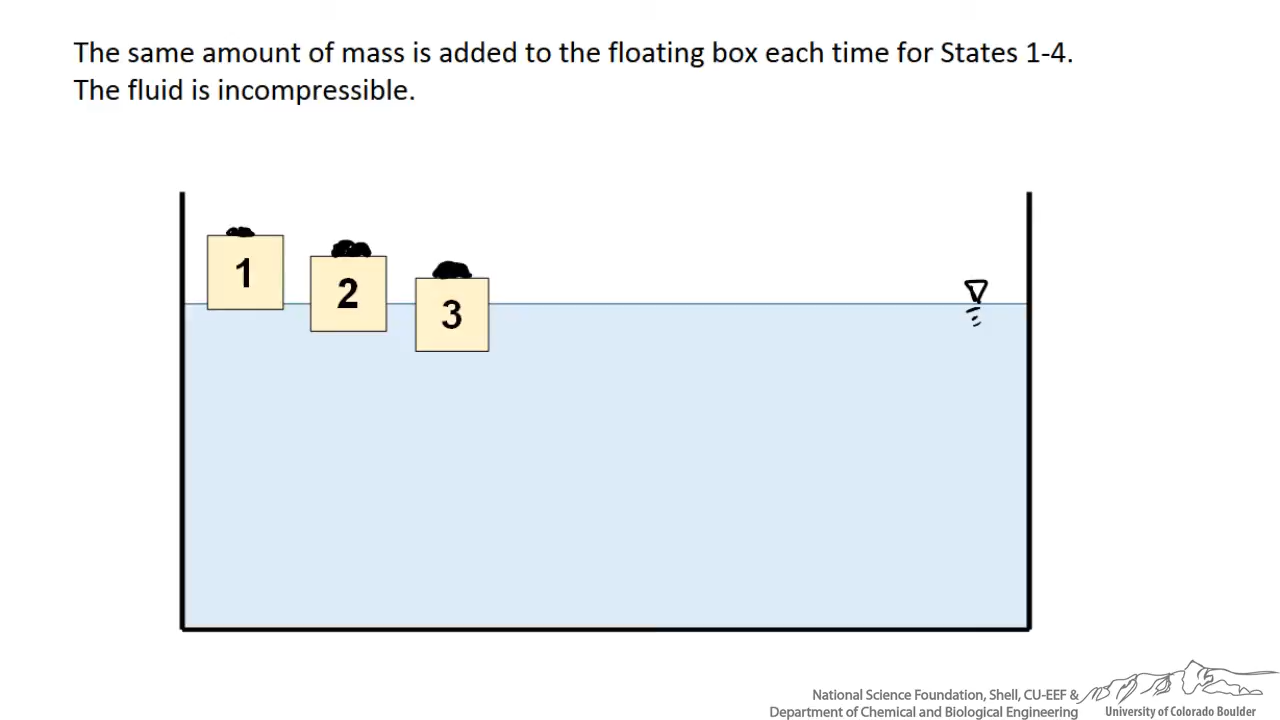 The same amount of mass is added to the floating box each time for States 1-4.
The fluid is incompressible.
1
2
3
National Science Foundation, Shell, CU-EEF &
Department of Chemical and Biological Engineering
University of Colorado Boulder